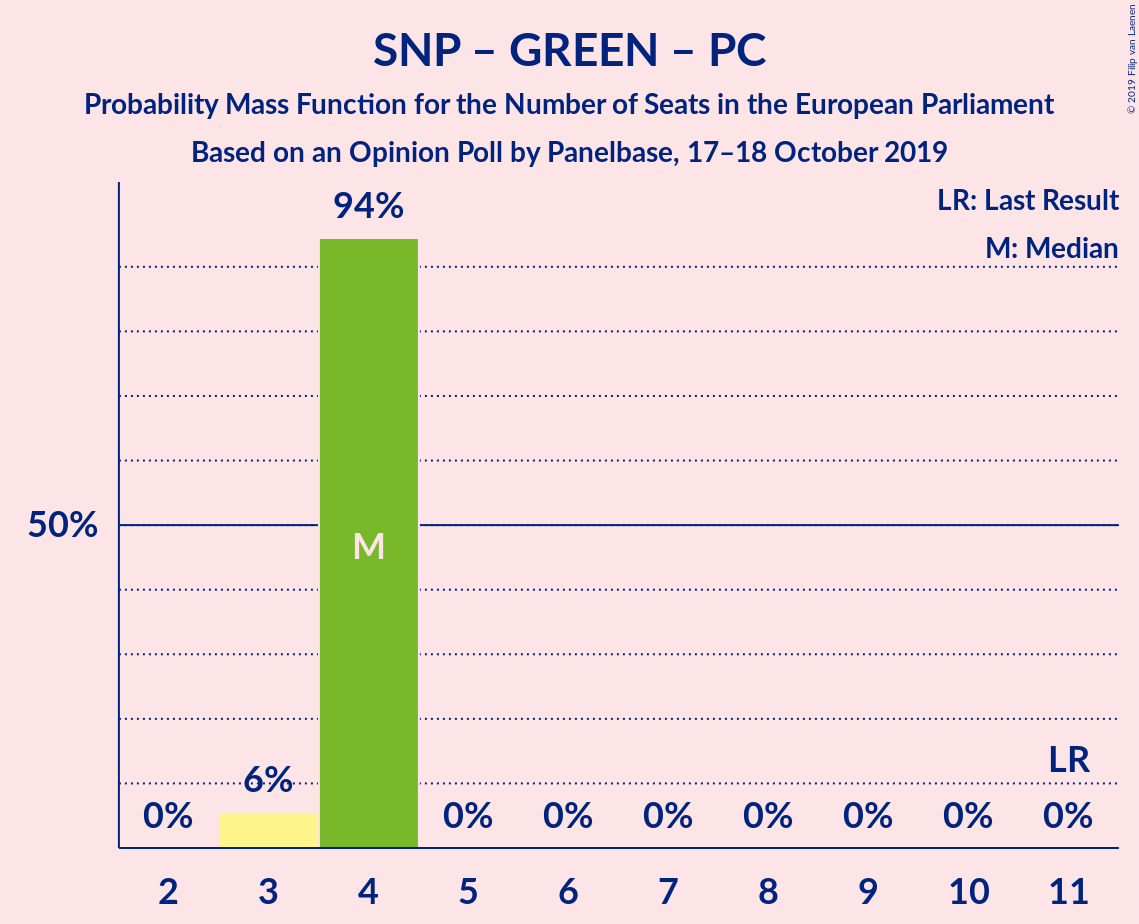 SNP – GREEN – PC
Probability Mass Function for the Number of Seats in the European Parliament
Based on an Opinion Poll by Panelbase, 17–18 October 2019
© 2019 Filip van Laenen
LR: Last Result
M: Median
94%
50%
M
6%
LR
0% 0% 0% 0% 0% 0% 0% 0%
2 3 4 5 6 7 8 9 10 11